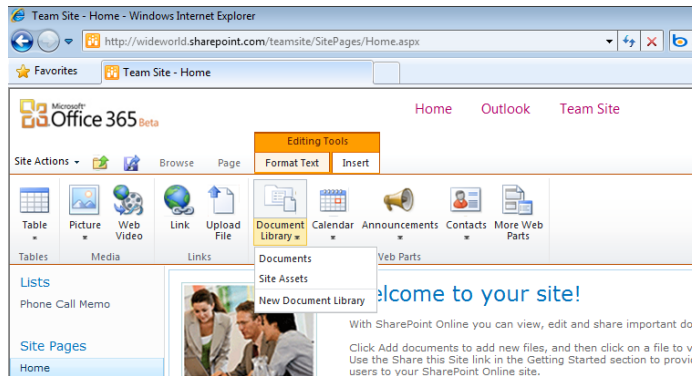 Team Site - Home - Windows Internet Explorer
http://wideworld.sharepoint.com/teamsite/SitePages/Home.aspx
Favorites
Team Site - Home
Microsoft
Office 365 Beta
Home Outlook Team Site
Editing Tools
Site Actions Browse Page Format Text Insert
Table Picture Web Video Link Upload File Document Library Calendar Announcements Contacts More Web Parts
Tables Media Links Web Parts
Documents
Site Assets
New Document Library
Lists
Phone Call Memo
Site Pages
Home
elcome to your site!
With SharePoint Online you can view, edit and share important do
Click Add documents to add new files, and then click on a file to v
Use the Share this Site link in the Getting Started section to provi
users to your SharePoint Online site.